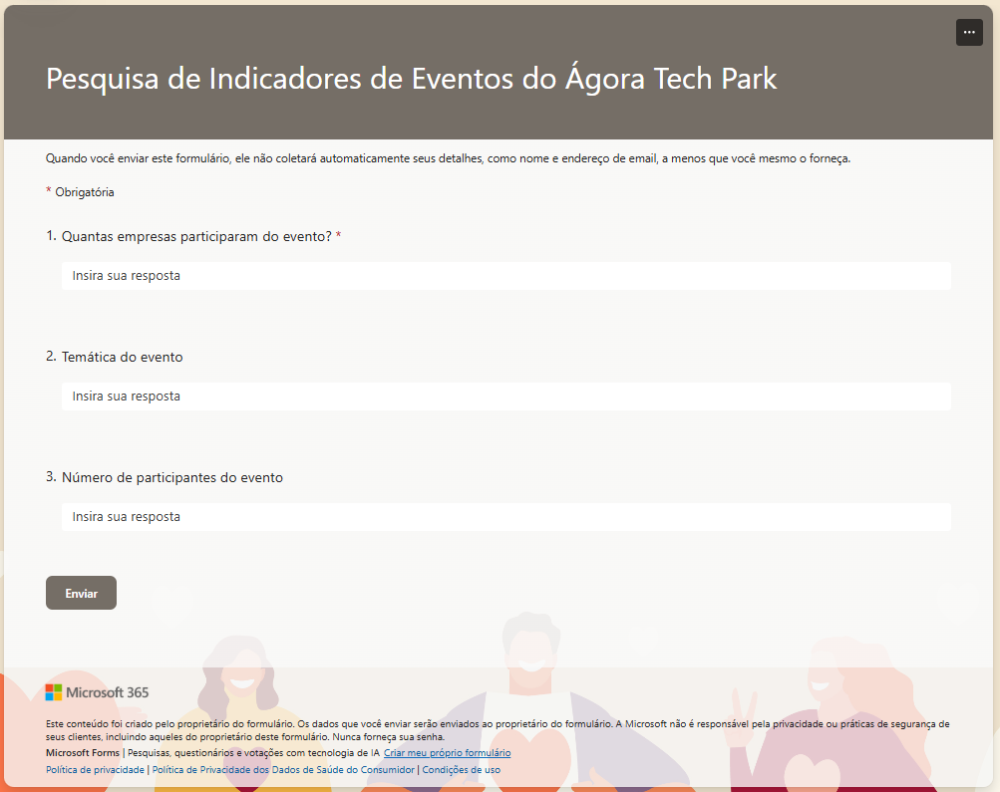 Pesquisa de Indicadores de Eventos do Ágora Tech Park
Quando você enviar este formulário, ele não coletará automaticamente seus detalhes, como nome e endereço de email, a menos que você mesmo o forneça.
* Obrigatória
1. Quantas empresas participaram do evento? *
Insira sua resposta
2. Temática do evento
Insira sua resposta
3. Número de participantes do evento
Insira sua resposta
Enviar
Microsoft 365
Este conteúdo foi criado pelo proprietário do formulário. Os dados que você enviar serão enviados ao proprietário do formulário. A Microsoft não é responsável pela privacidade ou práticas de segurança de
seus clientes, incluindo aqueles do proprietário deste formulário. Nunca forneça sua senha.
Microsoft Forms | Pesquisas, questionários e votações com tecnologia de IA Criar meu próprio formulário
Política de privacidade | Política de Privacidade dos Dados de Saúde do Consumidor | Condições de uso